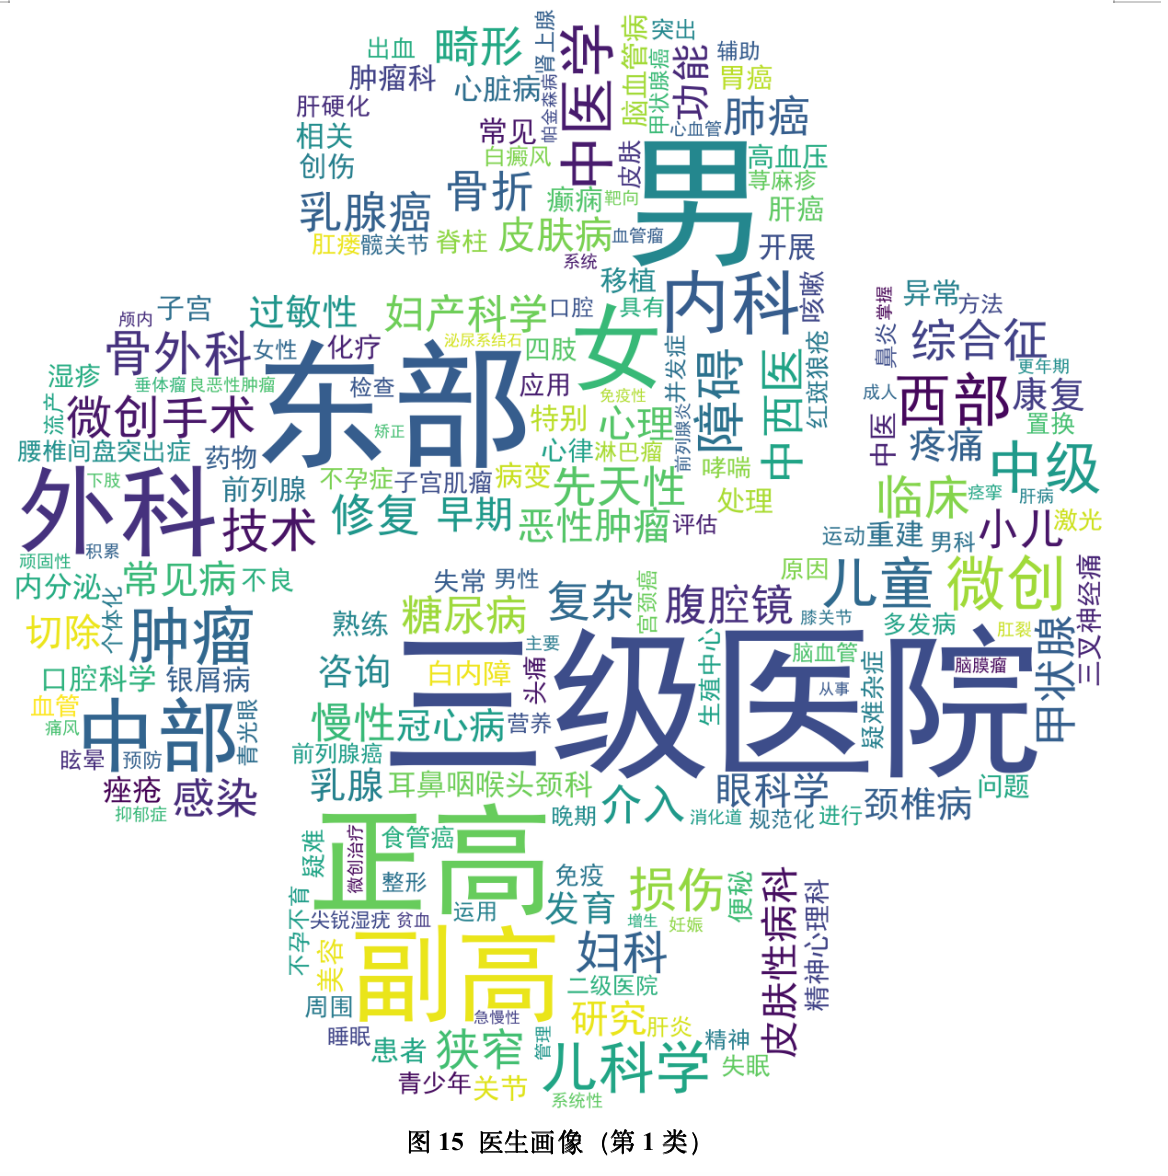 出血
畸形
肾上腺
中医学
脑血管病
突出
辅助
肿瘤科
心脏病
帕金森病
甲状腺癌
功能
胃癌
肝硬化
常见
心血管
肺癌
相关
白癜风
皮肤
男
高血压
创伤
骨折
癫痫
靶向
荨麻疹
乳腺癌
肝癌
肛瘘
髋关节
脊柱
皮肤病
血管瘤
开展
系统
移植
内科
咳嗽
颅内
子宫
过敏性
妇产科学
口腔
具有
掌握
异常
方法
骨外科
女性
化疗
泌尿系结石
四肢
女
并发症
障碍
中西医
红斑狼疮
鼻炎
综合征
湿疹
垂体瘤
良恶性肿瘤
东部
检查
应用
免疫性
更年期
流产
微创手术
矫正
特别
心理
前列腺炎
成人
西部
康复
腰椎间盘突出症
药物
心律
淋巴瘤
哮喘
中医
疼痛
置换
外科
下肢
前列腺
不孕症
子宫肌瘤
病变
先天性
处理
临床
痉挛
中级
肝病
技术
修复
早期
恶性肿瘤
评估
小儿
激光
积累
运动
重建
男科
顽固性
内分泌
常见病
不良
失常
男性
复杂
宫颈癌
腹腔镜
原因
儿童
微创
三叉神经痛
个体化
切除
肿瘤
熟练
糖尿病
主要
膝关节
多发病
肛裂
三级医院
甲状腺
口腔科学
银屑病
咨询
白内障
头痛
生殖中心
脑血管
从事
疑难杂症
脑膜瘤
血管
痛风
中部
青光眼
慢性
冠心病
营养
眩晕
预防
前列腺癌
痤疮
感染
乳腺
耳鼻咽喉头颈科
介入
眼科学
颈椎病
问题
抑郁症
晚期
消化道
规范化
进行
正高
疑难
微创治疗
食管癌
整形
免疫
损伤
便秘
皮肤性病科
精神心理科
不孕不育
尖锐湿疣
贫血
运用
发育
增生
妊娠
美容
副高
妇科
二级医院
周围
急慢性
研究
肝炎
睡眠
患者
狭窄
管理
精神
儿科学
失眠
青少年
关节
系统性
图 15 医生画像(第 1 类)